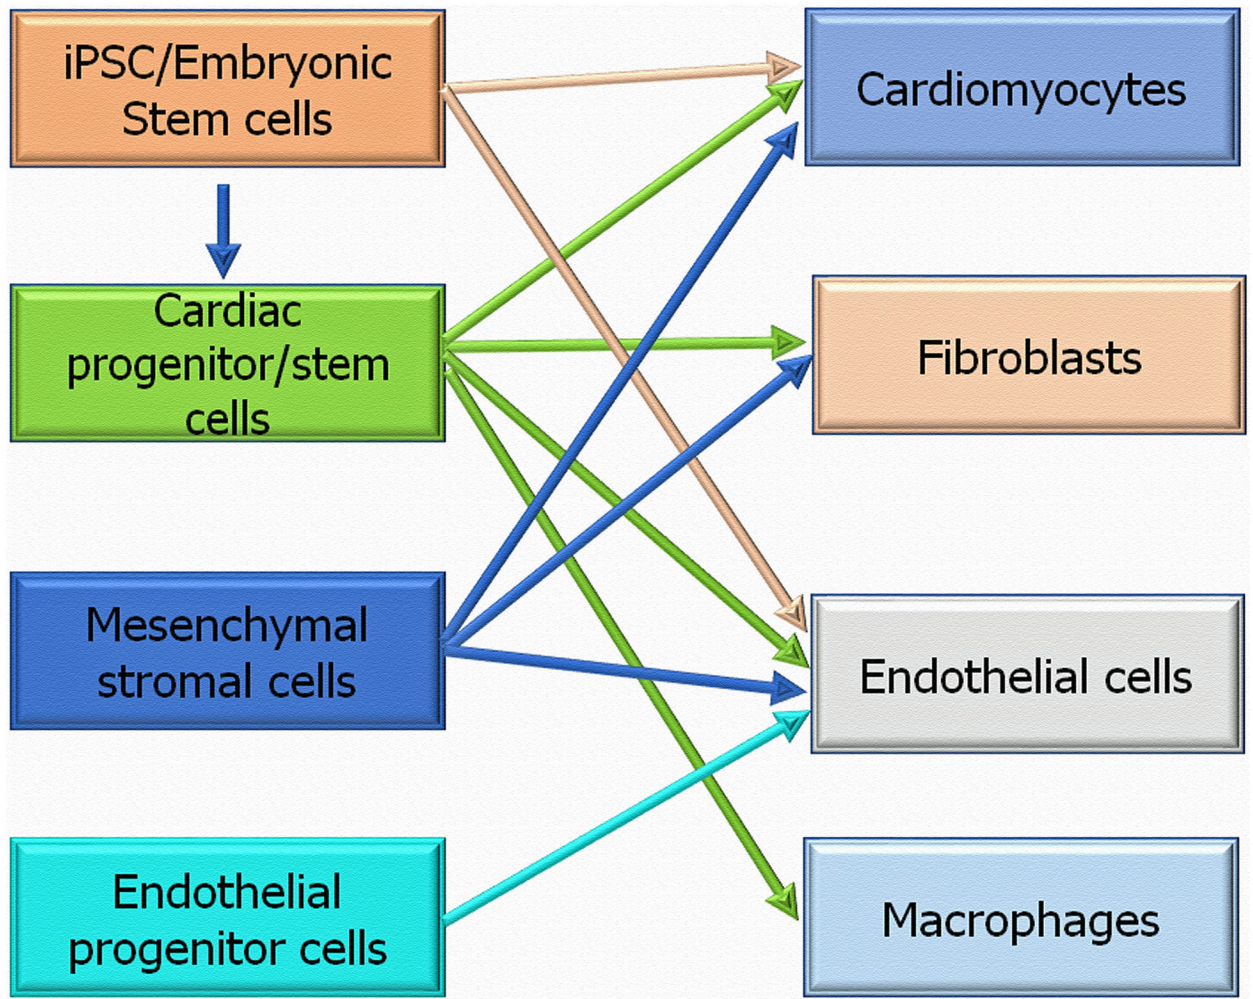 iPSC/Embryonic
Stem cells
Cardiac
progenitor/stem
cells
Mesenchymal
stromal cells
Endothelial
progenitor cells
Cardiomyocytes
Fibroblasts
Endothelial cells
Macrophages